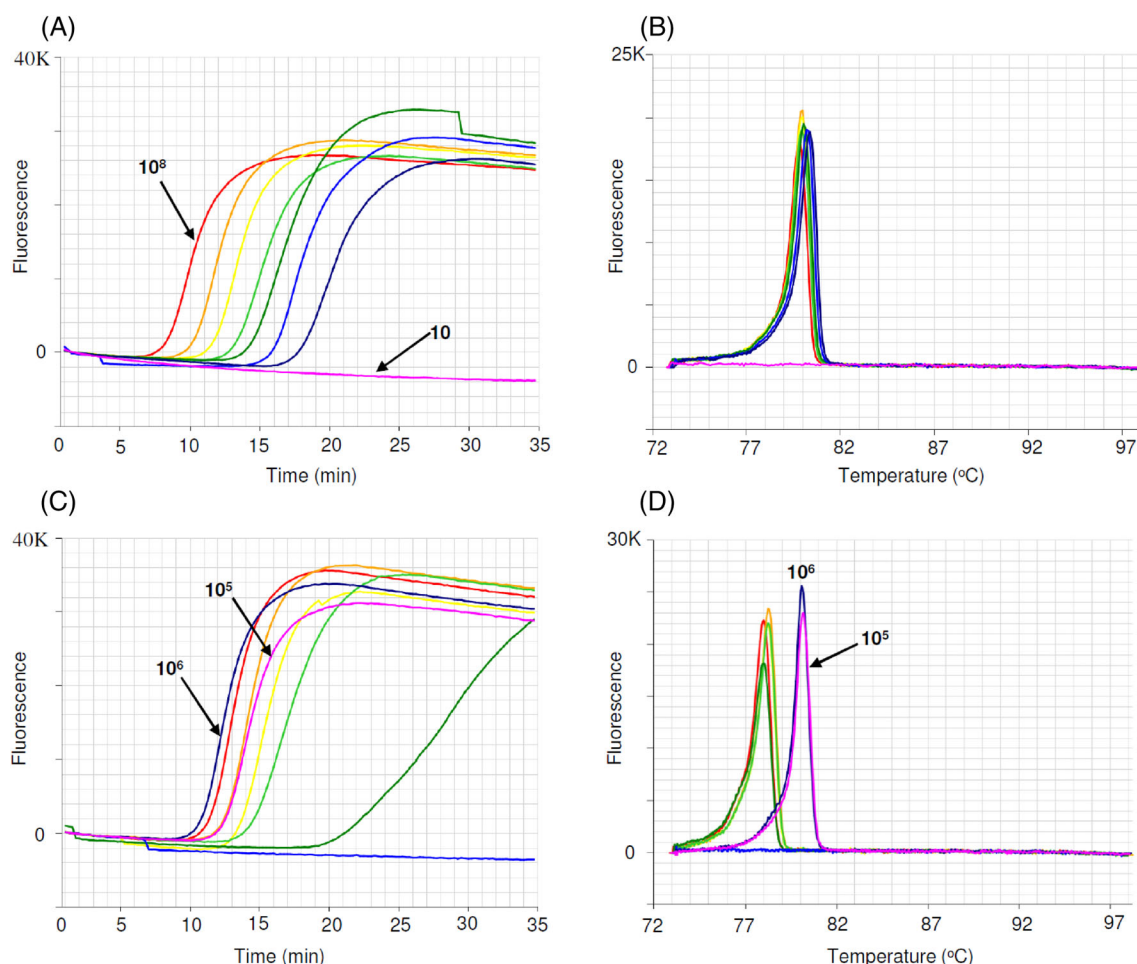 (A)
40K
10⁸
10
0
Fluorescence
0 5 10 15 20 25 30 35
Time (min)
(B)
25K
0
Fluorescence
72 77 82 87 92 97
Temperature (ºC)
(C)
40K
10⁵
10⁶
0
Fluorescence
0 5 10 15 20 25 30 35
Time (min)
(D)
30K
10⁶
10⁵
0
Fluorescence
72 77 82 87 92 97
Temperature (ºC)